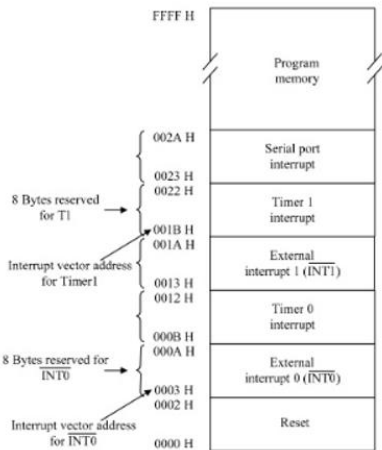 FFFF H
Program
memory
002A H
Serial port
interrupt
0023 H
0022 H
8 Bytes reserved
for T1
Timer 1
interrupt
001B H
001A H
Interrupt vector address
for Timer1
External
interrupt 1 (INT1)
0013 H
0012 H
Timer 0
interrupt
000B H
000A H
8 Bytes reserved for
INT0
External
interrupt 0 (INT0)
0003 H
0002 H
Interrupt vector address
for INT0
Reset
0000 H